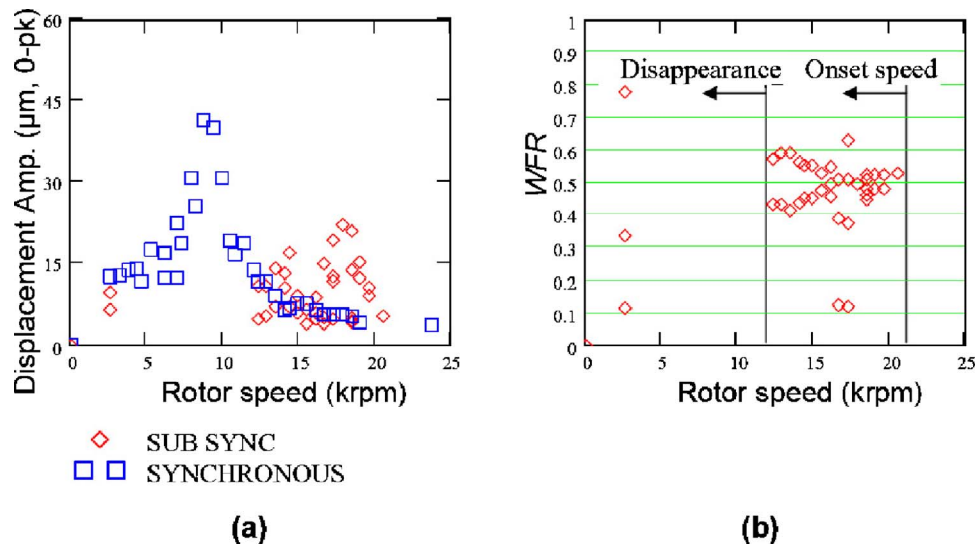 Displacement Amp. (μm, 0-pk)
60
45
30
15
0
0
5
10
15
20
25
Rotor speed (krpm)
SUB SYNC
SYNCHRONOUS
(a)
WFR
1
0.9
0.8
0.7
0.6
0.5
0.4
0.3
0.2
0.1
0
Disappearance
Onset speed
0
5
10
15
20
25
Rotor speed (krpm)
(b)